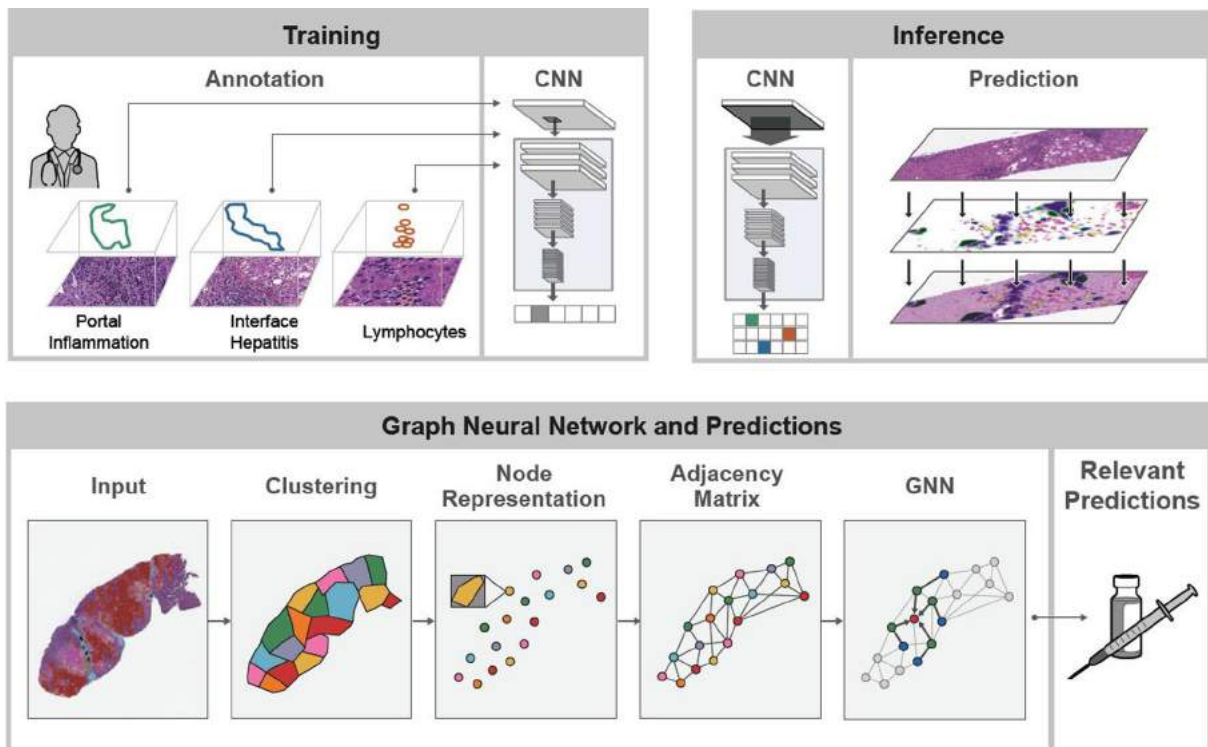 Training
Annotation
CNN
Portal
Inflammation
Interface
Hepatitis
Lymphocytes
Inference
CNN
Prediction
Graph Neural Network and Predictions
Input
Clustering
Node
Representation
Adjacency
Matrix
GNN
Relevant
Predictions